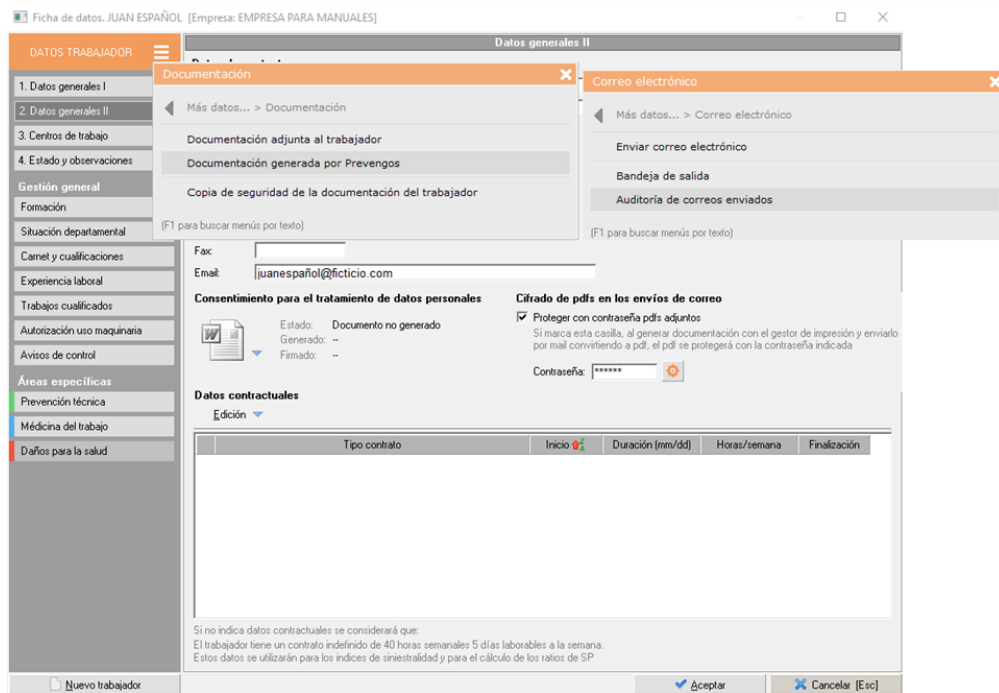 Ficha de datos. JUAN ESPAÑOL [Empresa: EMPRESA PARA MANUALES]
DATOS TRABAJADOR
1. Datos generales I
2. Datos generales II
3. Centros de trabajo
4. Estado y observaciones
Gestión general
Formación
Situación departamental
Carnet y cualificaciones
Experiencia laboral
Trabajos cualificados
Autorización uso maquinaria
Avisos de control
Áreas específicas
Prevención técnica
Médicina del trabajo
Daños para la salud
Nuevo trabajador
Datos generales II
Documentación
Más datos... > Documentación
Documentación adjunta al trabajador
Documentación generada por Prevengos
Copia de seguridad de la documentación del trabajador
(F1 para buscar menús por texto)
Correo electrónico
Más datos... > Correo electrónico
Enviar correo electrónico
Bandeja de salida
Auditoría de correos enviados
(F1 para buscar menús por texto)
Fax:
Email: juanespañol@ficticio.com
Consentimiento para el tratamiento de datos personales
Estado: Documento no generado
Generado: --
Firmado: --
Cifrado de pdfs en los envíos de correo
Proteger con contraseña pdfs adjuntos
Si marca esta casilla, al generar documentación con el gestor de impresión y enviarlo
por mail convirtiendo a pdf, el pdf se protegerá con la contraseña indicada
Contraseña: ******
Datos contractuales
Edición
Tipo contrato Inicio Duración (mm/dd) Horas/semana Finalización
Si no indica datos contractuales se considerará que:
El trabajador tiene un contrato indefinido de 40 horas semanales 5 días laborables a la semana.
Estos datos se utilizarán para los indices de siniestralidad y para el cálculo de los ratios de SP
Aceptar
Cancelar [Esc]